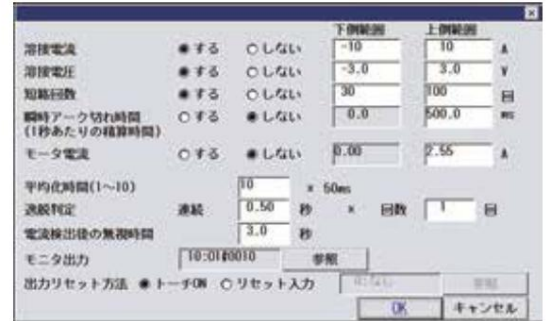 下側範囲 上側範囲
溶接電流 する しない -10 10 A
溶接電圧 する しない -3.0 3.0 V
短絡回数 する しない 30 100 回
瞬時アーク切れ時間 する しない 0.0 500.0 ms
(1秒あたりの積算時間)
モータ電流 する しない 0.00 2.55 A
平均化時間(1~10) 10 × 50ms
逸脱判定 連続 0.50 秒 × 回数 1 回
電流検出後の無視時間 3.0 秒
モニタ出力 10:01#0010 参照
出力リセット方法 トーチON リセット入力 0:なし 参照
OK キャンセル